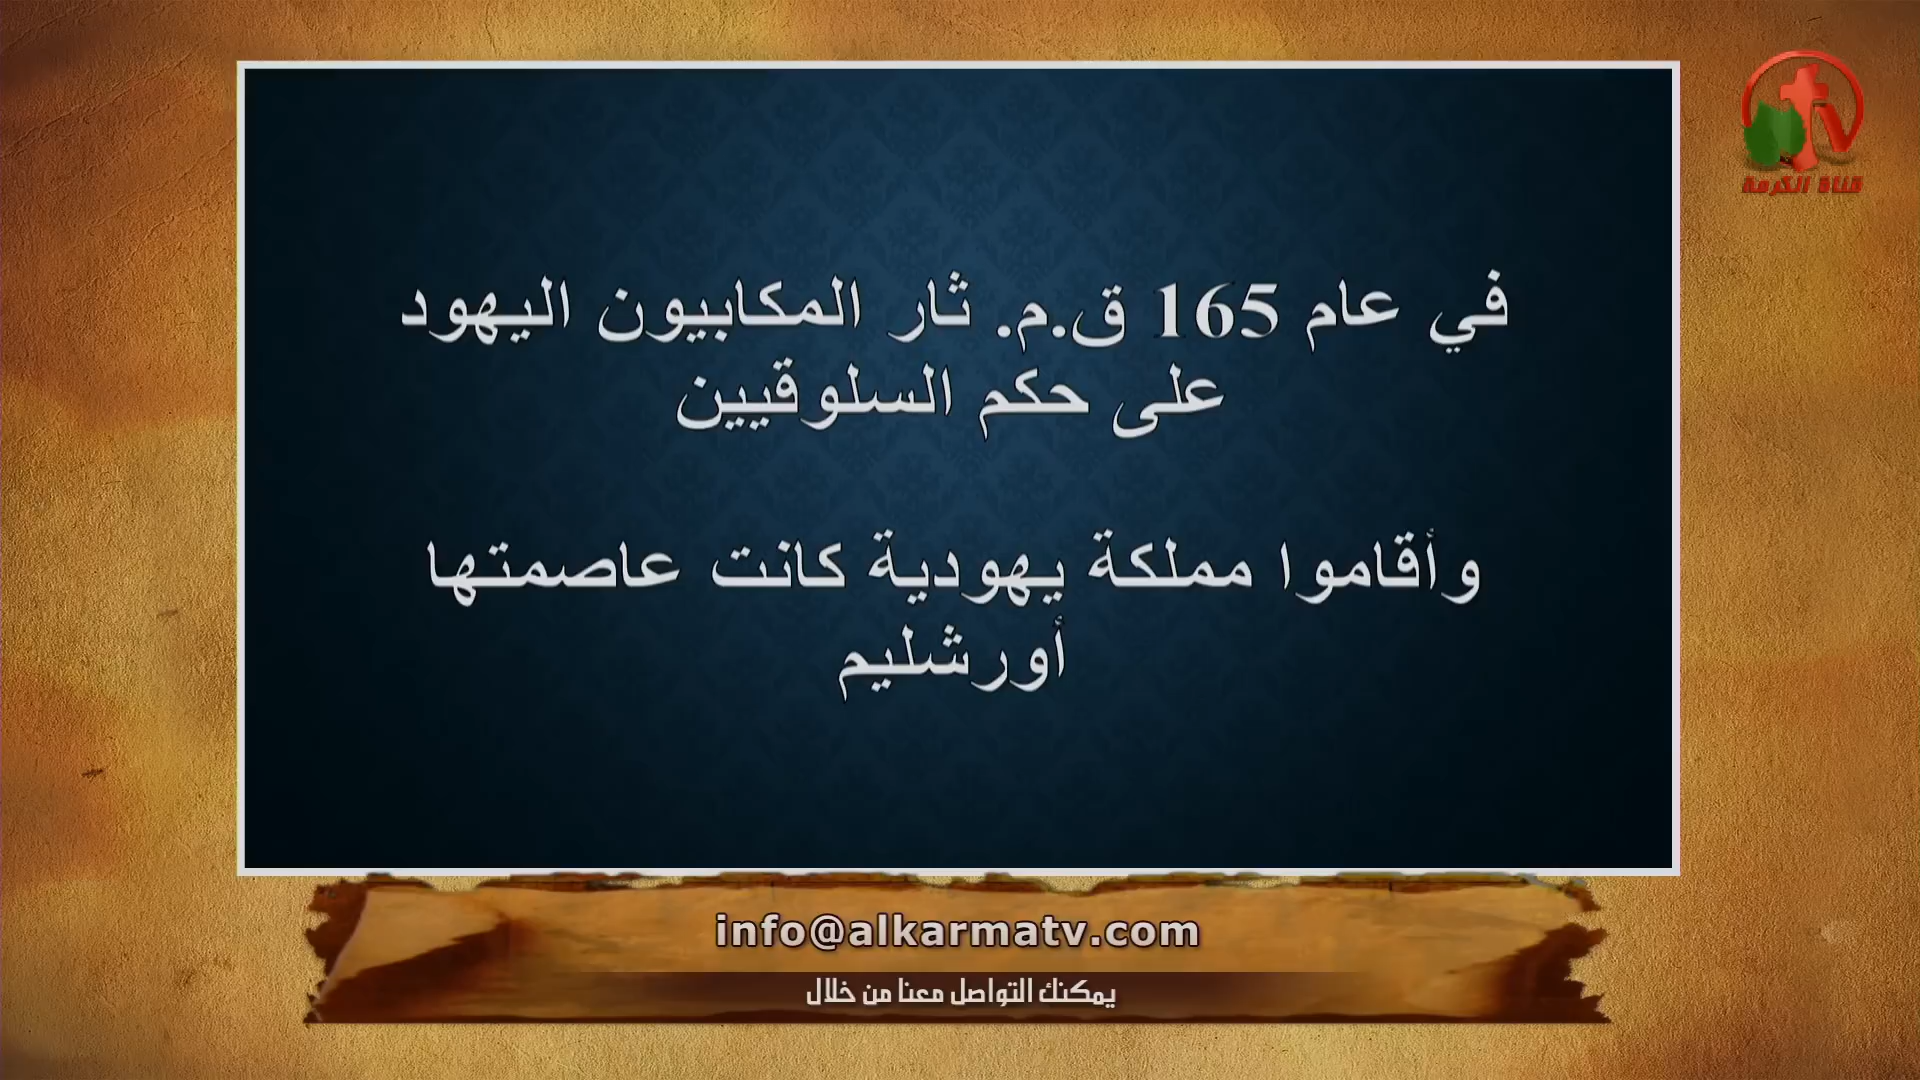 في عام 165 ق.م. ثار المكابيون اليهود
على حكم السلوقيين
وأقاموا مملكة يهودية كانت عاصمتها
أورشليم
info@alkarmatv.com
يمكنك التواصل معنا من خلال
tv
قناة الكرمة